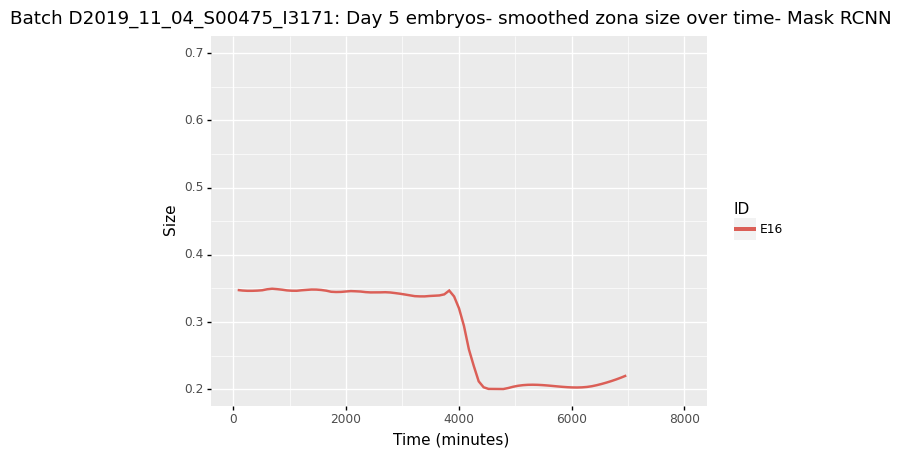 Batch D2019_11_04_S00475_I3171: Day 5 embryos- smoothed zona size over time- Mask RCNN
0.7
0.6
0.5
0.4
0.3
0.2
Size
0 2000 4000 6000 8000
Time (minutes)
ID
E16